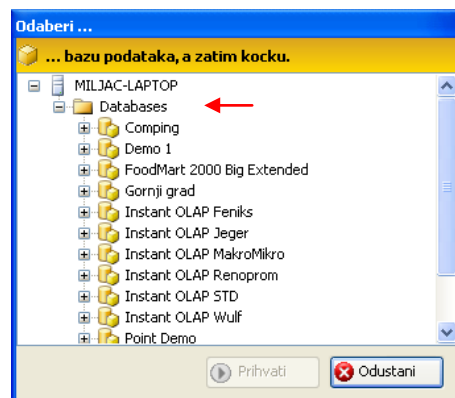 Odaberi ...
... bazu podataka, a zatim kocku.
MILJAC-LAPTOP
Databases
Comping
Demo 1
FoodMart 2000 Big Extended
Gornji grad
Instant OLAP Feniks
Instant OLAP Jeger
Instant OLAP MakroMikro
Instant OLAP Renoprom
Instant OLAP STD
Instant OLAP Wulf
Point Demo
Prihvati Odustani